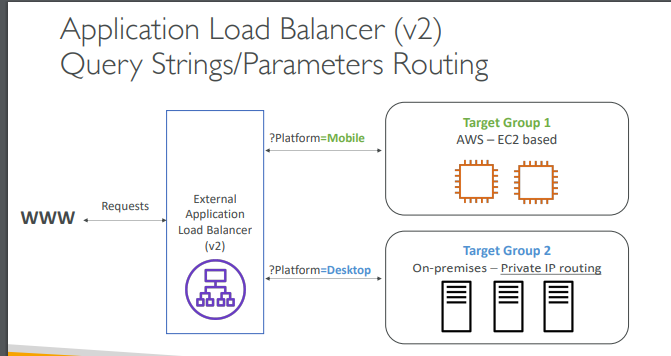 Application Load Balancer (v2)
Query Strings/Parameters Routing
WWW
Requests
External
Application
Load Balancer
(v2)
?Platform=Mobile
Target Group 1
AWS – EC2 based
?Platform=Desktop
Target Group 2
On-premises – Private IP routing